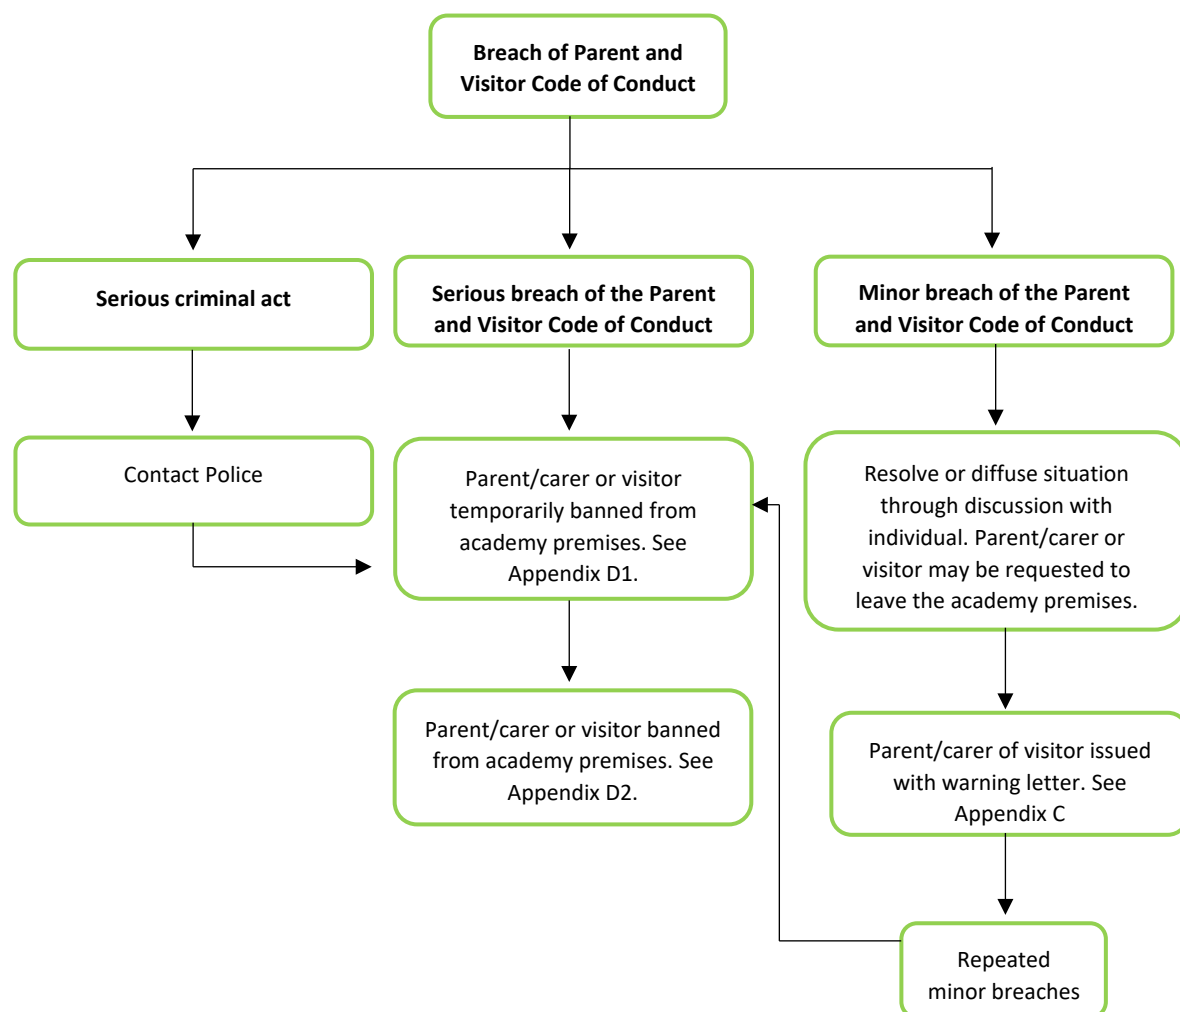 Breach of Parent and
Visitor Code of Conduct
Serious criminal act
Serious breach of the Parent
and Visitor Code of Conduct
Minor breach of the Parent
and Visitor Code of Conduct
Contact Police
Parent/carer or visitor
temporarily banned from
academy premises. See
Appendix D1.
Resolve or diffuse situation
through discussion with
individual. Parent/carer or
visitor may be requested to
leave the academy premises.
Parent/carer or visitor banned
from academy premises. See
Appendix D2.
Parent/carer of visitor issued
with warning letter. See
Appendix C
Repeated
minor breaches